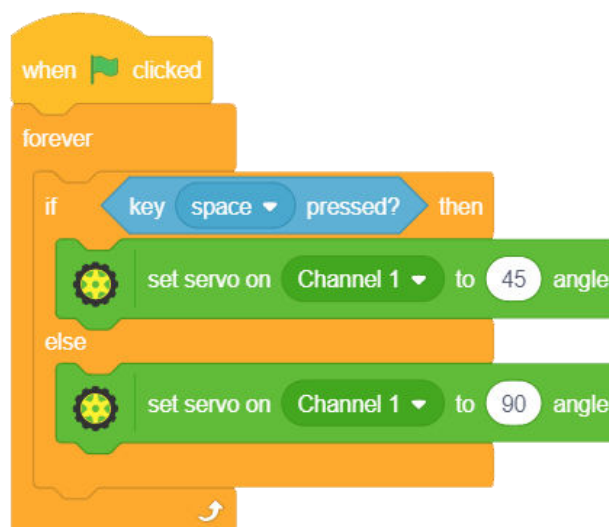 when clicked
forever
if key space pressed? then
set servo on Channel 1 to 45 angle
else
set servo on Channel 1 to 90 angle